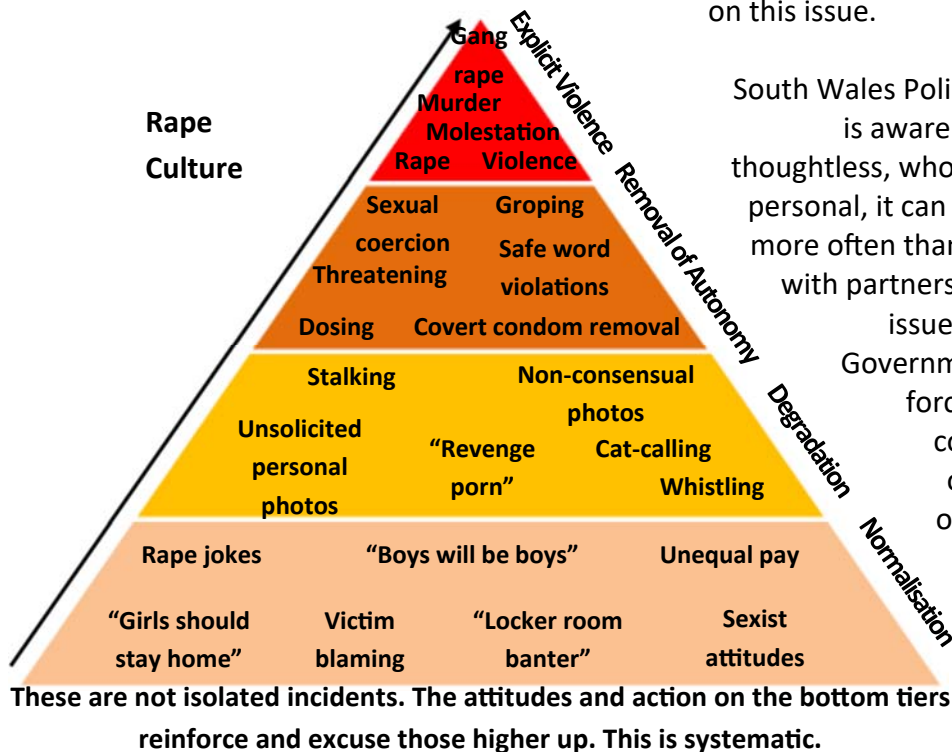 on this issue.
South Wales Poli
is aware
thoughtless, who
personal, it can
more often than
with partners
issue
Governm
forc
co
c
o
Rape
Culture
Gang
rape
Murder
Molestation
Rape Violence
Explicit Violence
Sexual
coercion
Groping
Threatening
Safe word
violations
Dosing
Covert condom removal
Removal of Autonomy
Stalking
Non-consensual
photos
Unsolicited
personal
photos
“Revenge
porn”
Cat-calling
Whistling
Degradation
Rape jokes
“Boys will be boys”
Unequal pay
“Girls should
stay home”
Victim
blaming
“Locker room
banter”
Sexist
attitudes
Normalisation
These are not isolated incidents. The attitudes and action on the bottom tiers
reinforce and excuse those higher up. This is systematic.